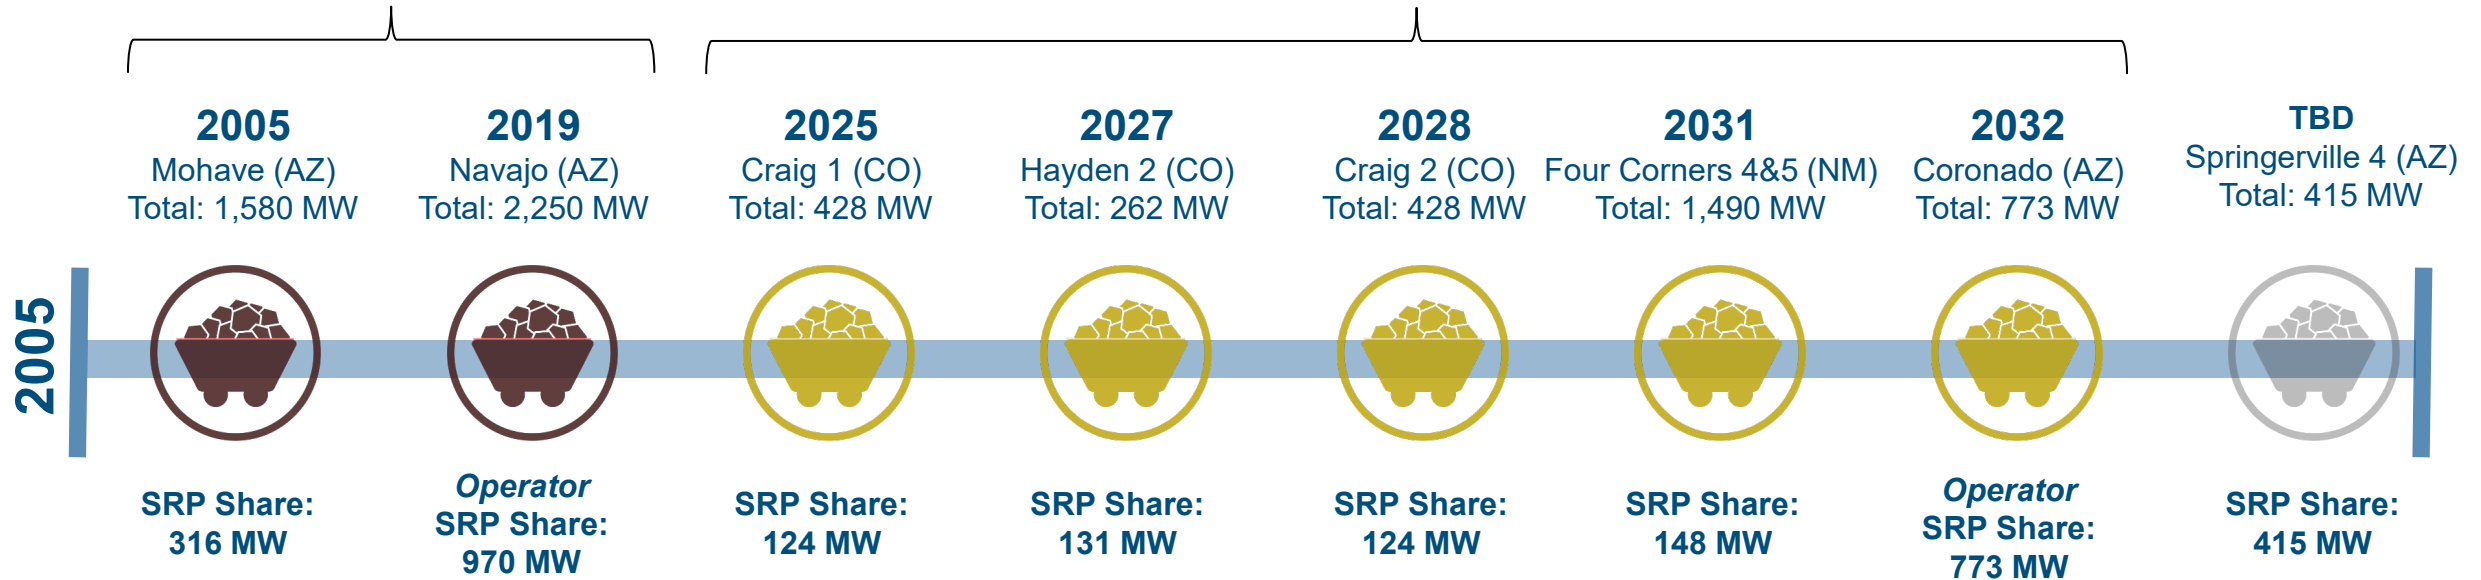 2005
2005
Mohave (AZ)
Total: 1,580 MW
SRP Share:
316 MW
2019
Navajo (AZ)
Total: 2,250 MW
Operator
SRP Share:
970 MW
2025
Craig 1 (CO)
Total: 428 MW
SRP Share:
124 MW
2027
Hayden 2 (CO)
Total: 262 MW
SRP Share:
131 MW
2028
Craig 2 (CO)
Total: 428 MW
SRP Share:
124 MW
2031
Four Corners 4&5 (NM)
Total: 1,490 MW
SRP Share:
148 MW
2032
Coronado (AZ)
Total: 773 MW
Operator
SRP Share:
773 MW
TBD
Springerville 4 (AZ)
Total: 415 MW
SRP Share:
415 MW